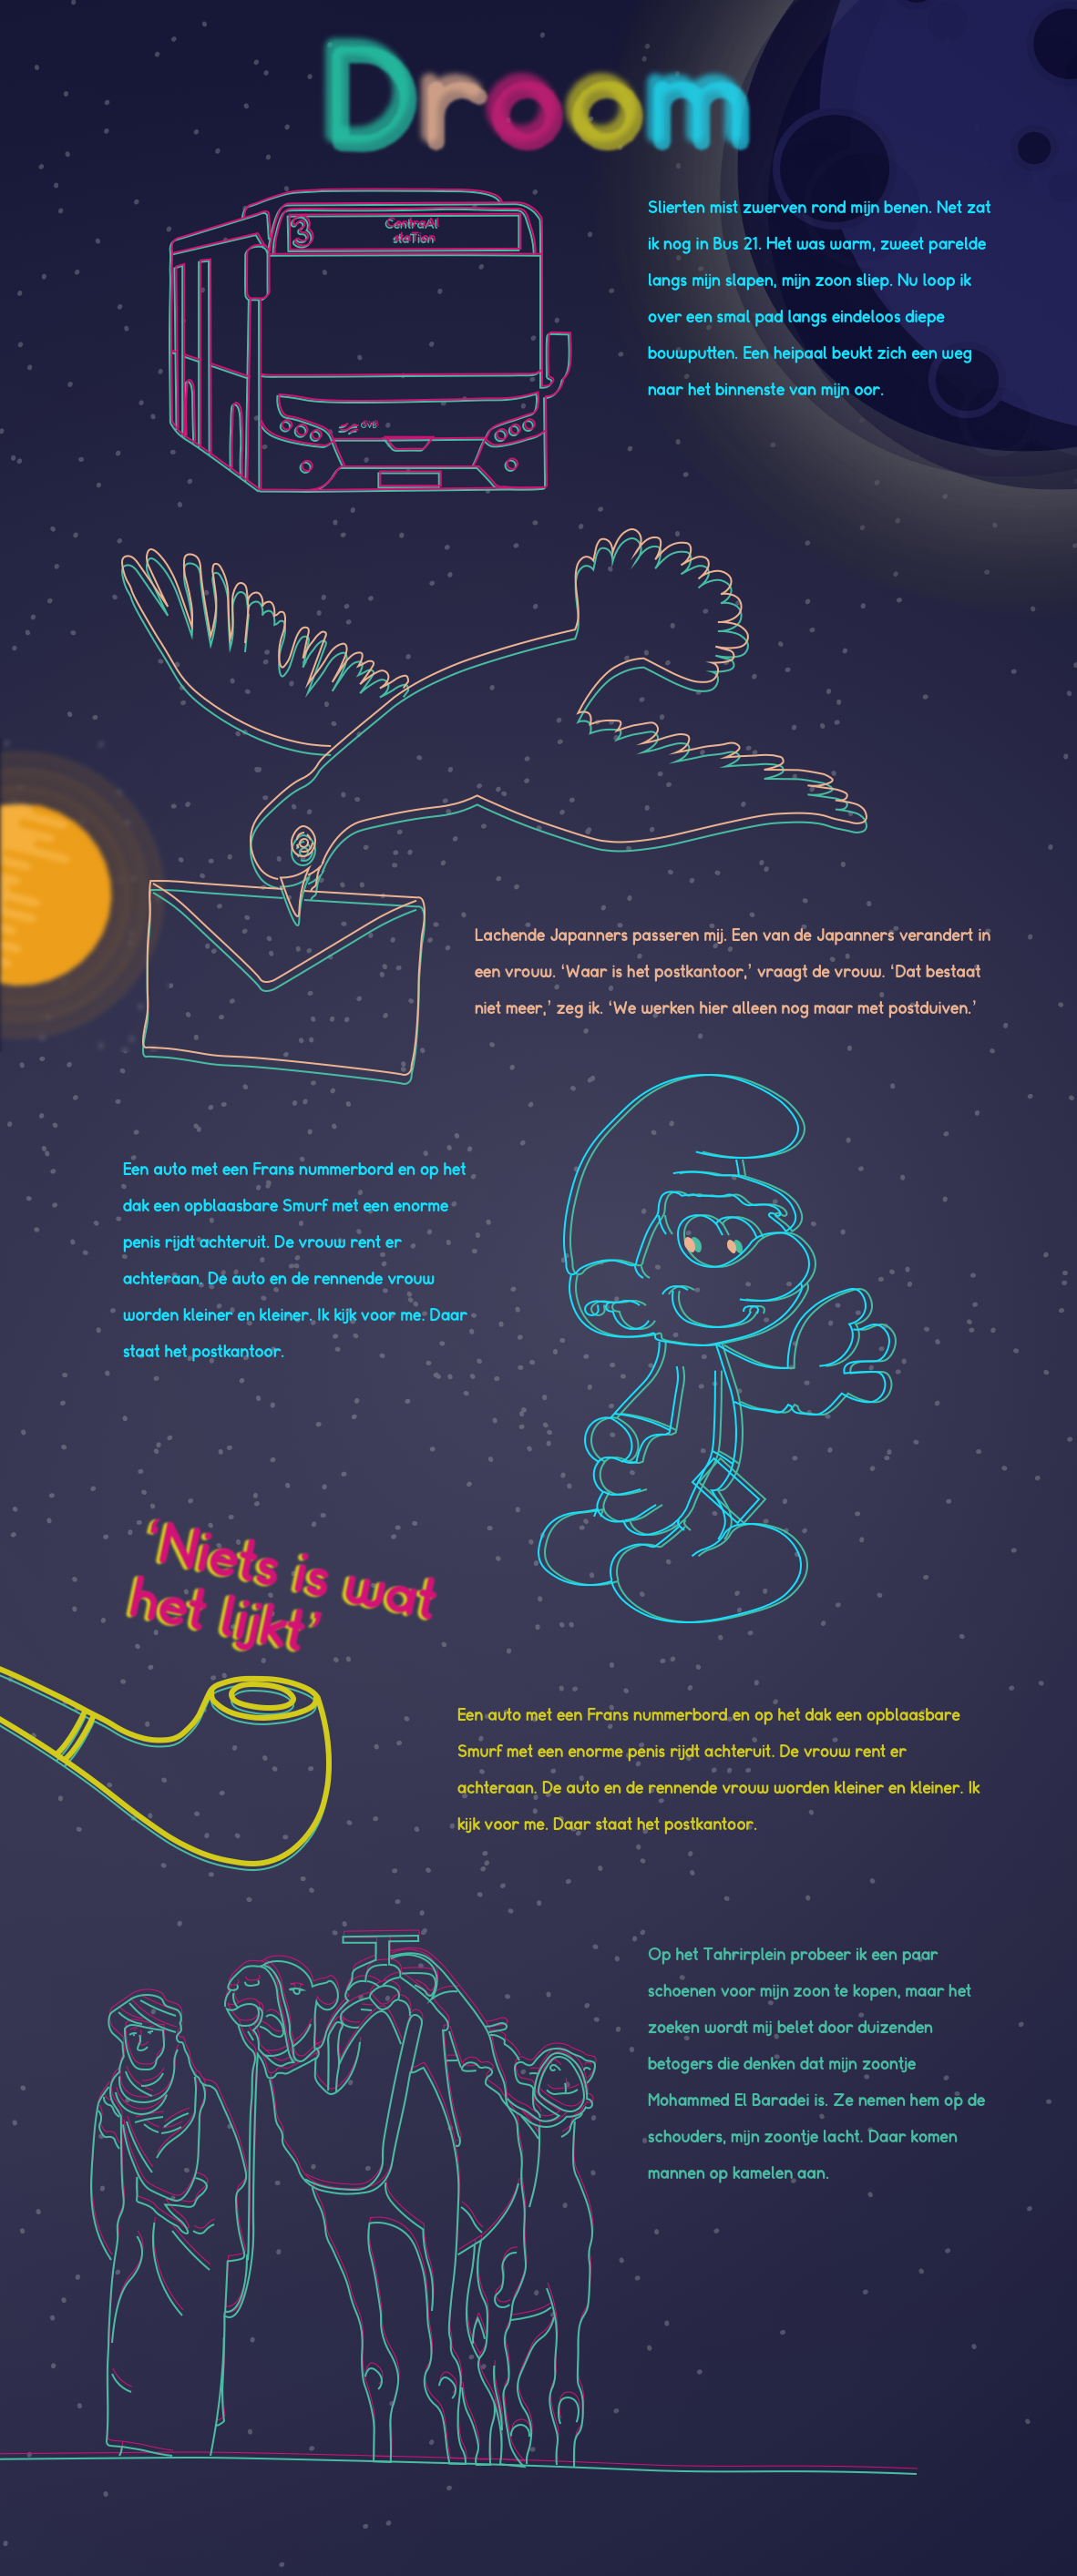 Droom
3
CentraAl
staTion
GVB
Slierten mist zwerven rond mijn benen. Net zat
ik nog in Bus 21. Het was warm, zweet parelde
langs mijn slapen, mijn zoon sliep. Nu loop ik
over een smal pad langs eindeloos diepe
bouwputten. Een heipaal beukt zich een weg
naar het binnenste van mijn oor.
Lachende Japanners passeren mij. Een van de Japanners verandert in
een vrouw. ‘Waar is het postkantoor,’ vraagt de vrouw. ‘Dat bestaat
niet meer,’ zeg ik. ‘We werken hier alleen nog maar met postduiven.’
Een auto met een Frans nummerbord en op het
dak een opblaasbare Smurf met een enorme
penis rijdt achteruit. De vrouw rent er
achteraan. De auto en de rennende vrouw
worden kleiner en kleiner. Ik kijk voor me. Daar
staat het postkantoor.
‘Niets is wat
het lijkt’
Een auto met een Frans nummerbord en op het dak een opblaasbare
Smurf met een enorme penis rijdt achteruit. De vrouw rent er
achteraan. De auto en de rennende vrouw worden kleiner en kleiner. Ik
kijk voor me. Daar staat het postkantoor.
Op het Tahrirplein probeer ik een paar
schoenen voor mijn zoon te kopen, maar het
zoeken wordt mij belet door duizenden
betogers die denken dat mijn zoontje
Mohammed El Baradei is. Ze nemen hem op de
schouders, mijn zoontje lacht. Daar komen
mannen op kamelen aan.